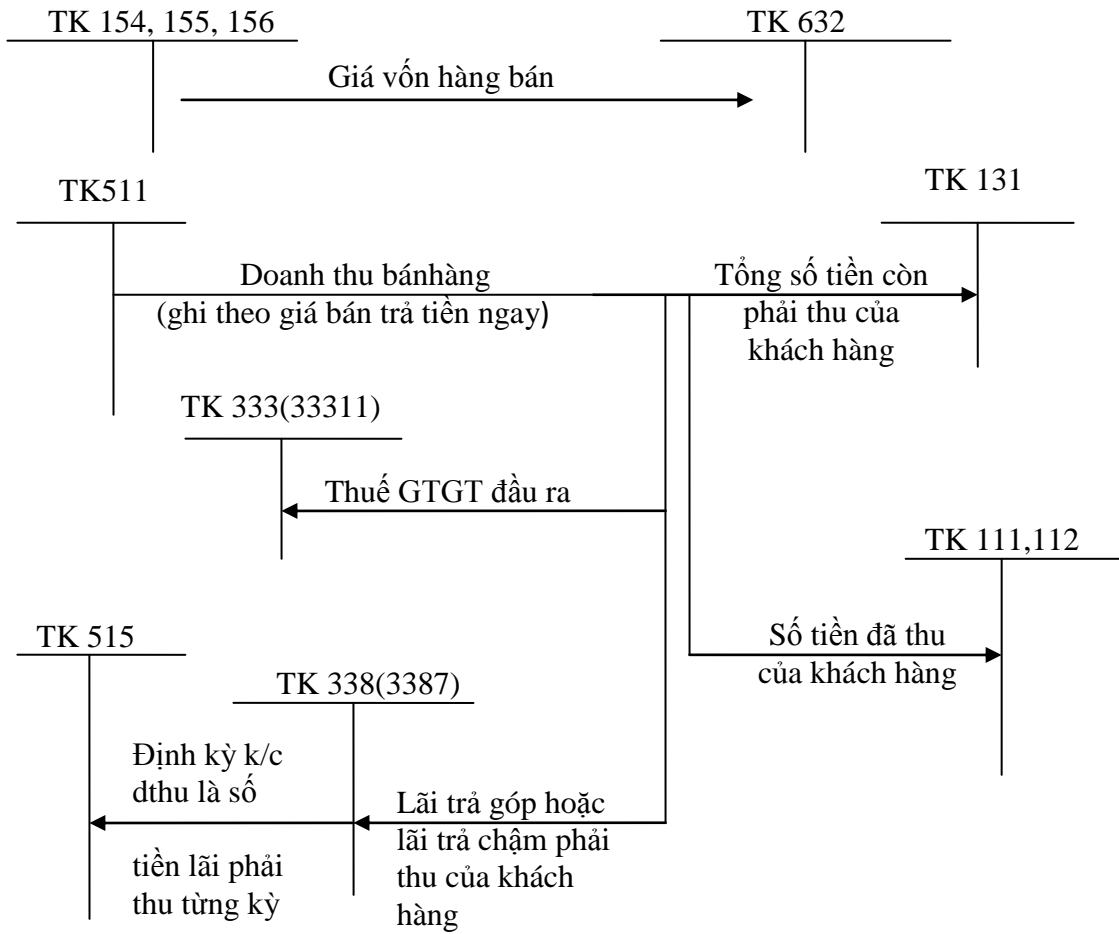 TK 154, 155, 156
TK 632
Giá vốn hàng bán
TK511
TK 131
Doanh thu bánhàng
(ghi theo giá bán trả tiền ngay)
Tổng số tiền còn
phải thu của
khách hàng
TK 333(33311)
Thuế GTGT đầu ra
TK 111,112
Số tiền đã thu
của khách hàng
TK 515
TK 338(3387)
Định kỳ k/c
dthu là số
tiền lãi phải
thu từng kỳ
Lãi trả góp hoặc
lãi trả chậm phải
thu của khách
hàng